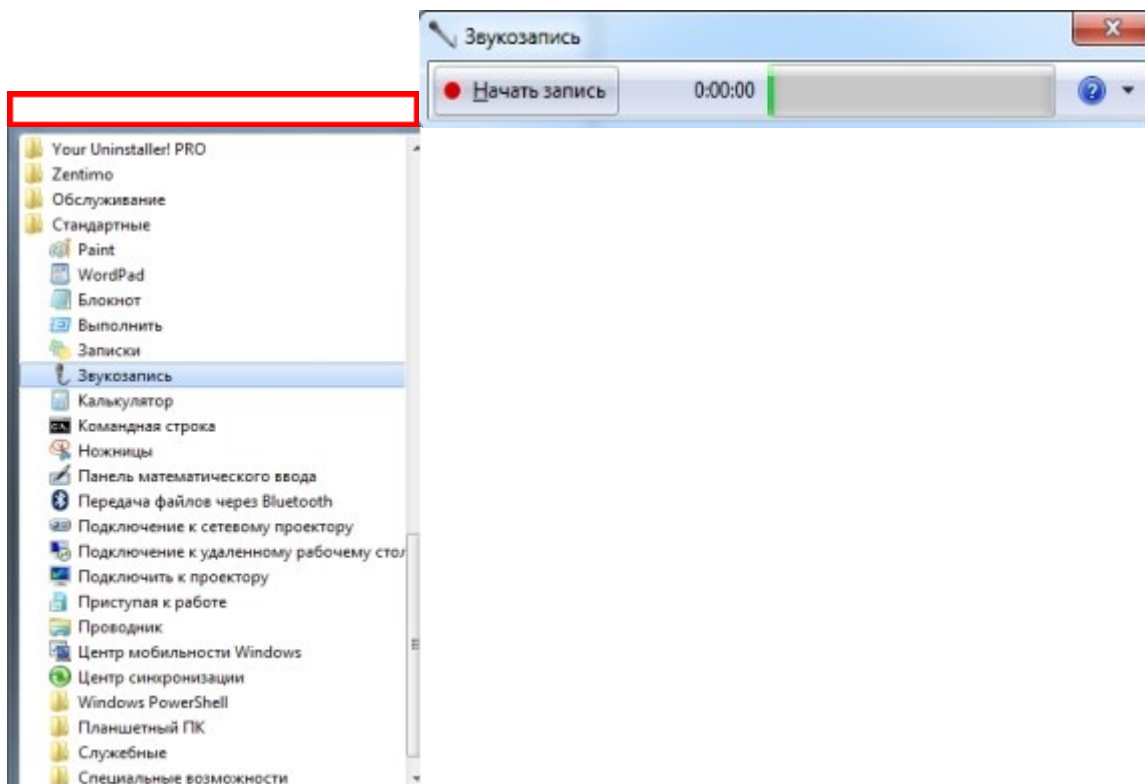 Звукозапись
Начать запись 0:00:00
Your Uninstaller! PRO
Zentimo
Обслуживание
Стандартные
Paint
WordPad
Блокнот
Выполнить
Записки
Звукозапись
Калькулятор
Командная строка
Ножницы
Панель математического ввода
Передача файлов через Bluetooth
Подключение к сетевому проектору
Подключение к удаленному рабочему стол
Подключить к проектору
Приступая к работе
Проводник
Центр мобильности Windows
Центр синхронизации
Windows PowerShell
Планшетный ПК
Служебные
Специальные возможности